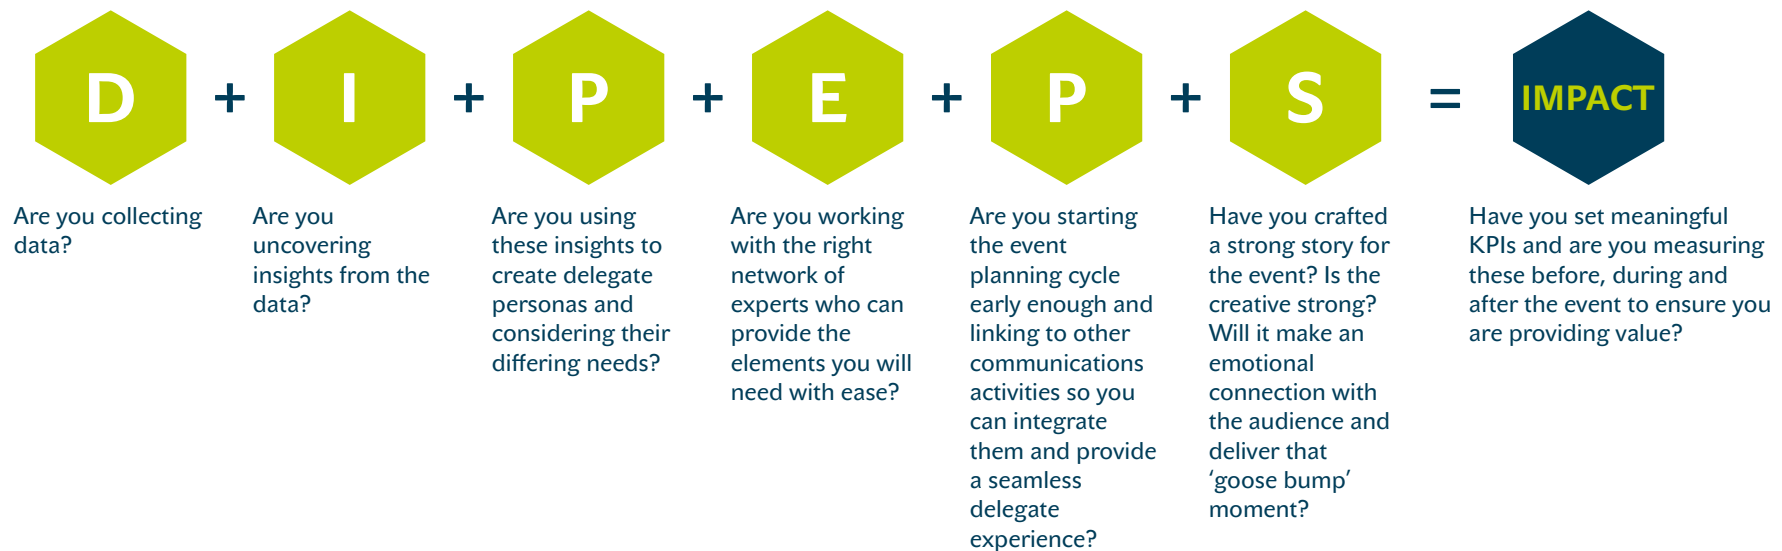 D + I + P + E + P + S = IMPACT
Are you collecting
data?
Are you
uncovering
insights from the
data?
Are you using
these insights to
create delegate
personas and
considering their
differing needs?
Are you working
with the right
network of
experts who can
provide the
elements you will
need with ease?
Are you starting
the event
planning cycle
early enough and
linking to other
communications
activities so you
can integrate
them and provide
a seamless
delegate
experience?
Have you crafted
a strong story for
the event? Is the
creative strong?
Will it make an
emotional
connection with
the audience and
deliver that
‘goose bump’
moment?
Have you set meaningful
KPIs and are you measuring
these before, during and
after the event to ensure you
are providing value?